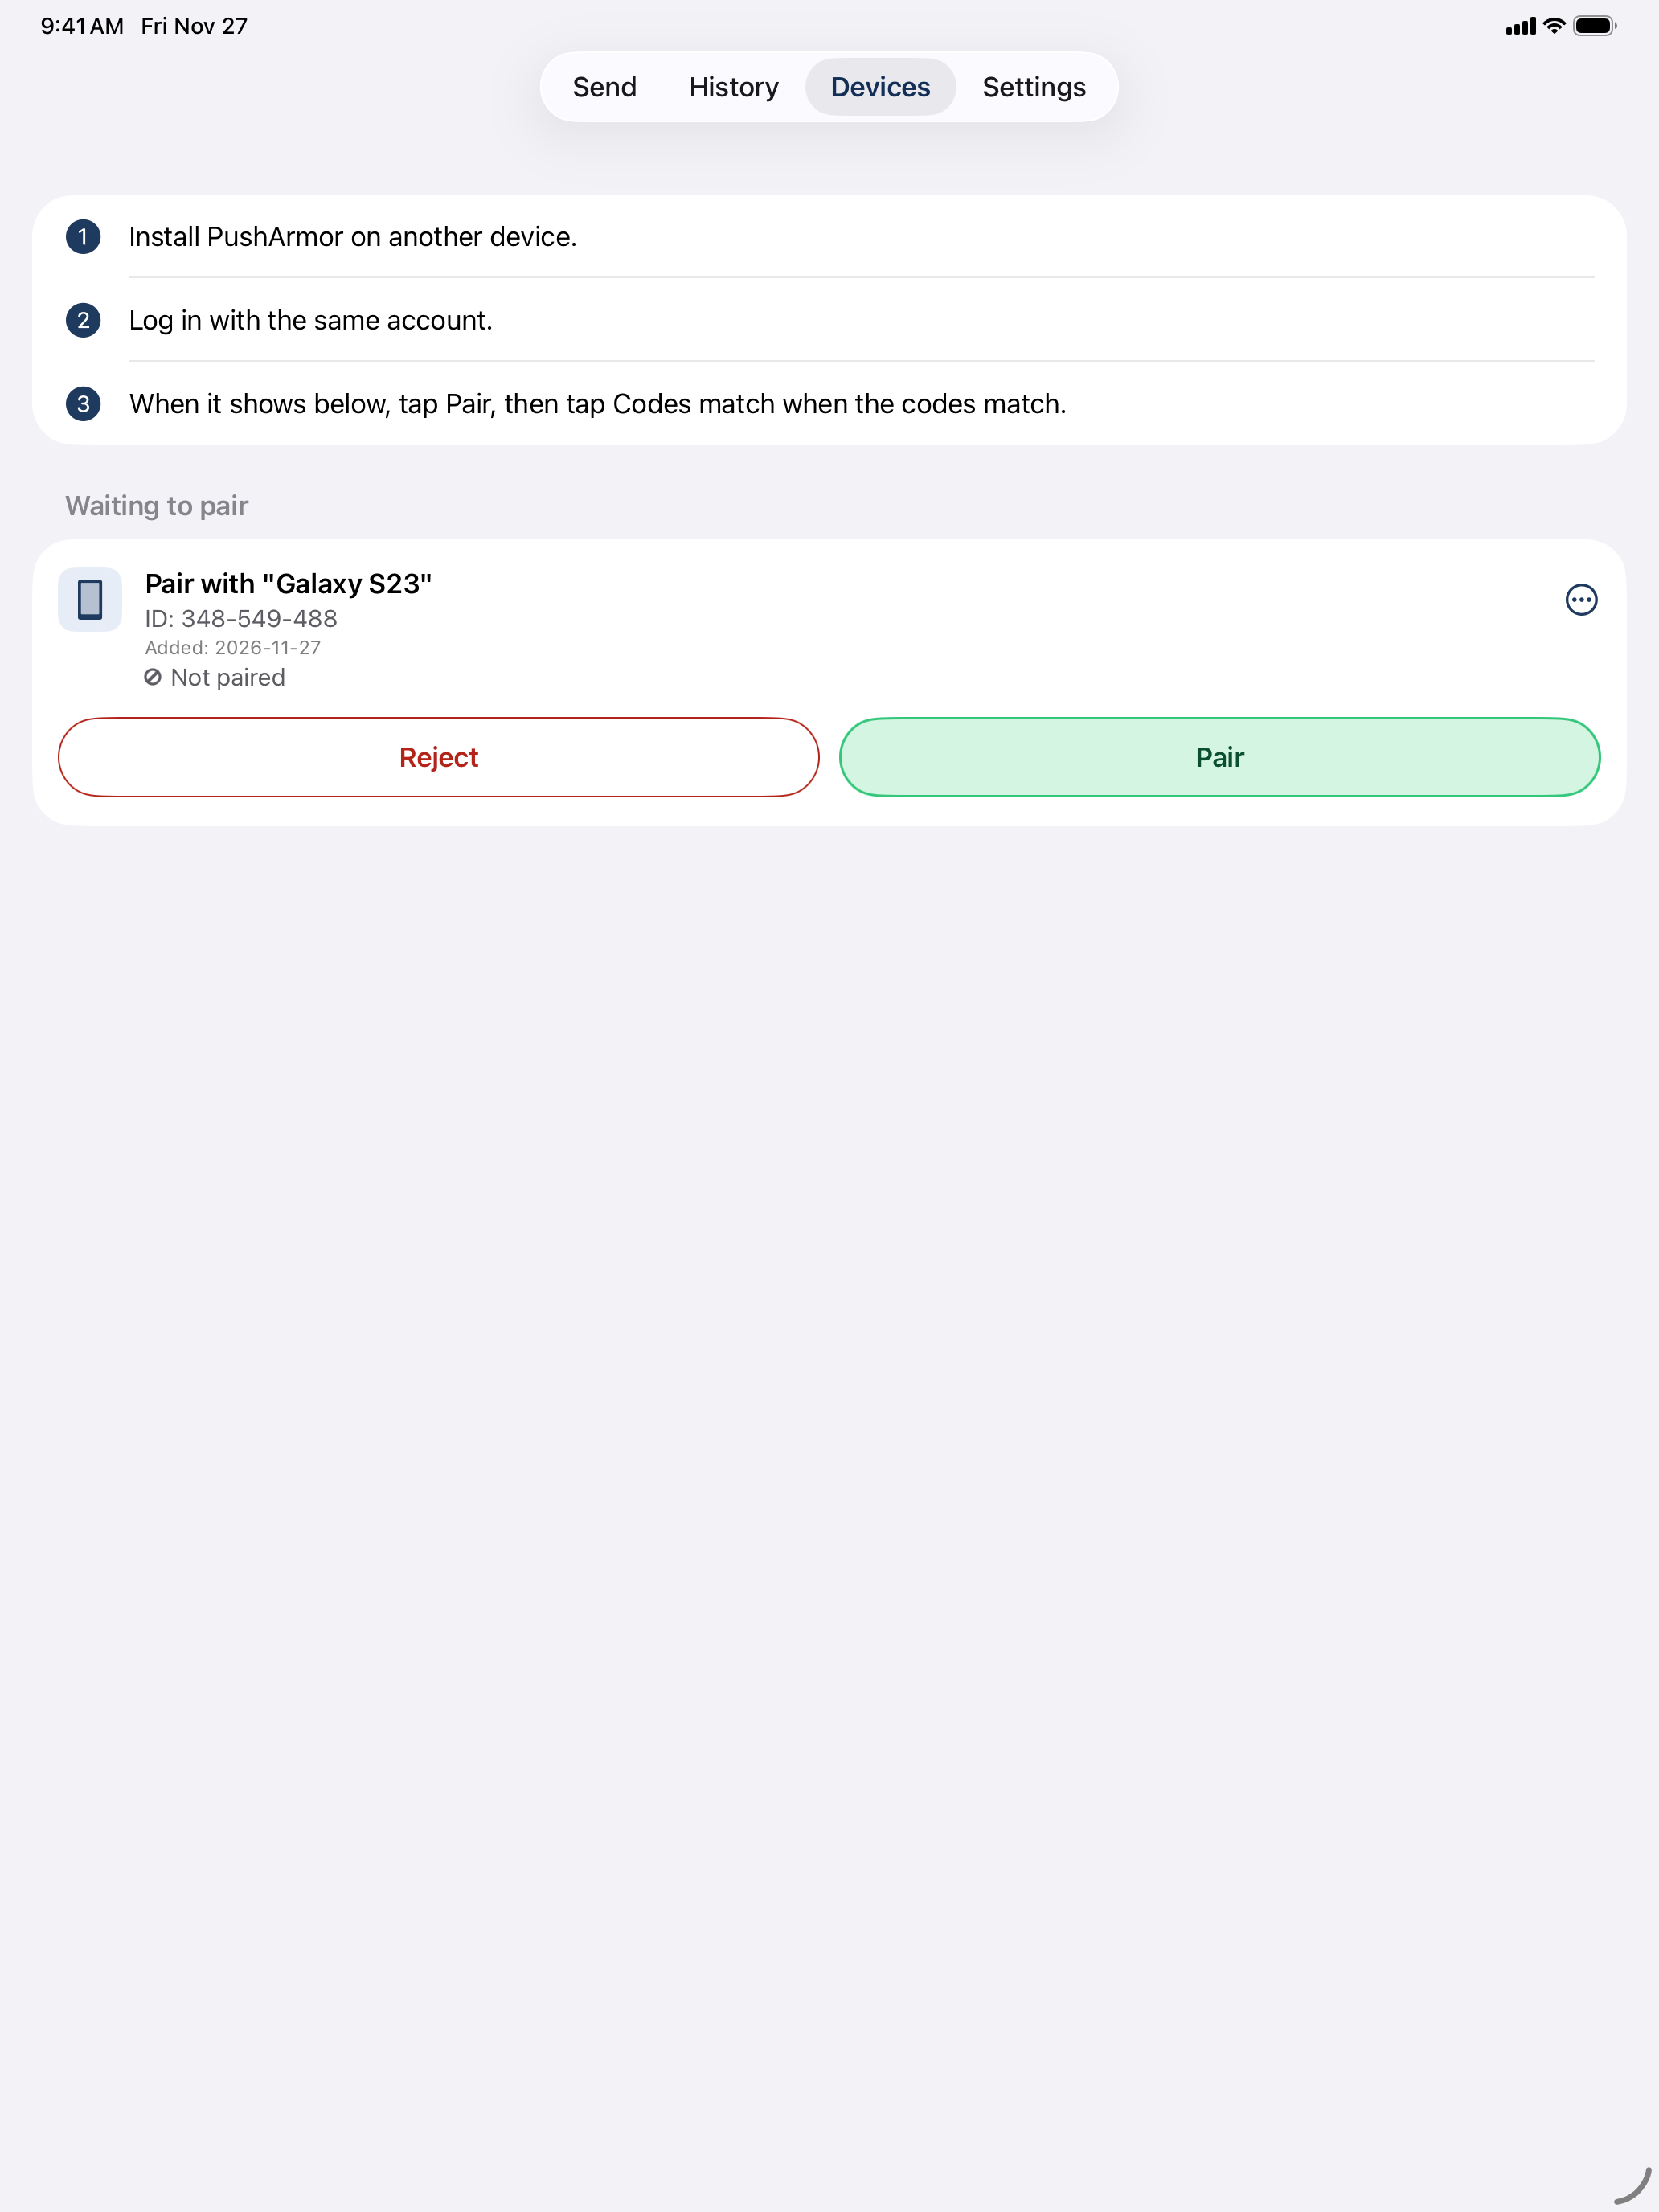 9:41 AM Fri Nov 27
Send History Devices Settings
1 Install PushArmor on another device.
2 Log in with the same account.
3 When it shows below, tap Pair, then tap Codes match when the codes match.
Waiting to pair
Pair with "Galaxy S23"
ID: 348-549-488
Added: 2026-11-27
Not paired
Reject Pair